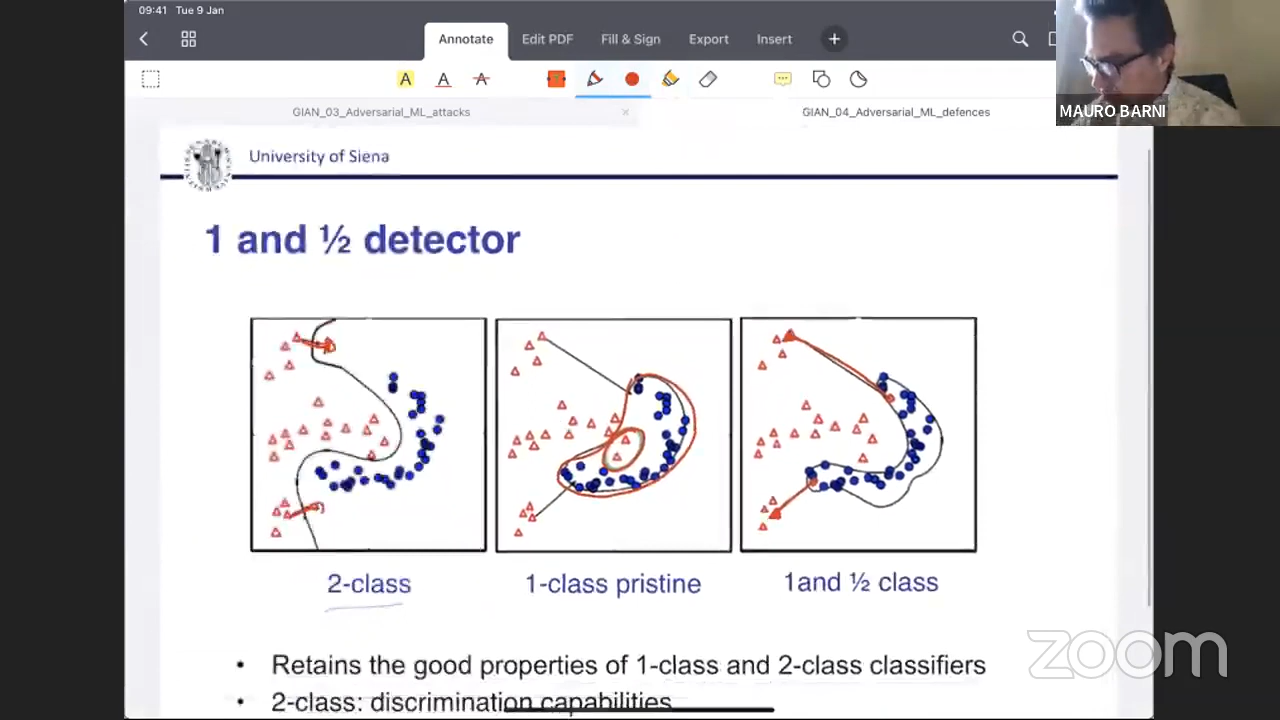 09:41 Tue 9 Jan
Annotate Edit PDF Fill & Sign Export Insert +
A A A
MAURO BARNI
GIAN_03_Adversarial_ML_attacks × GIAN_04_Adversarial_ML_defences
University of Siena
1 and ½ detector
2-class 1-class pristine 1and ½ class
zoom
• Retains the good properties of 1-class and 2-class classifiers
• 2-class: discrimination capabilities